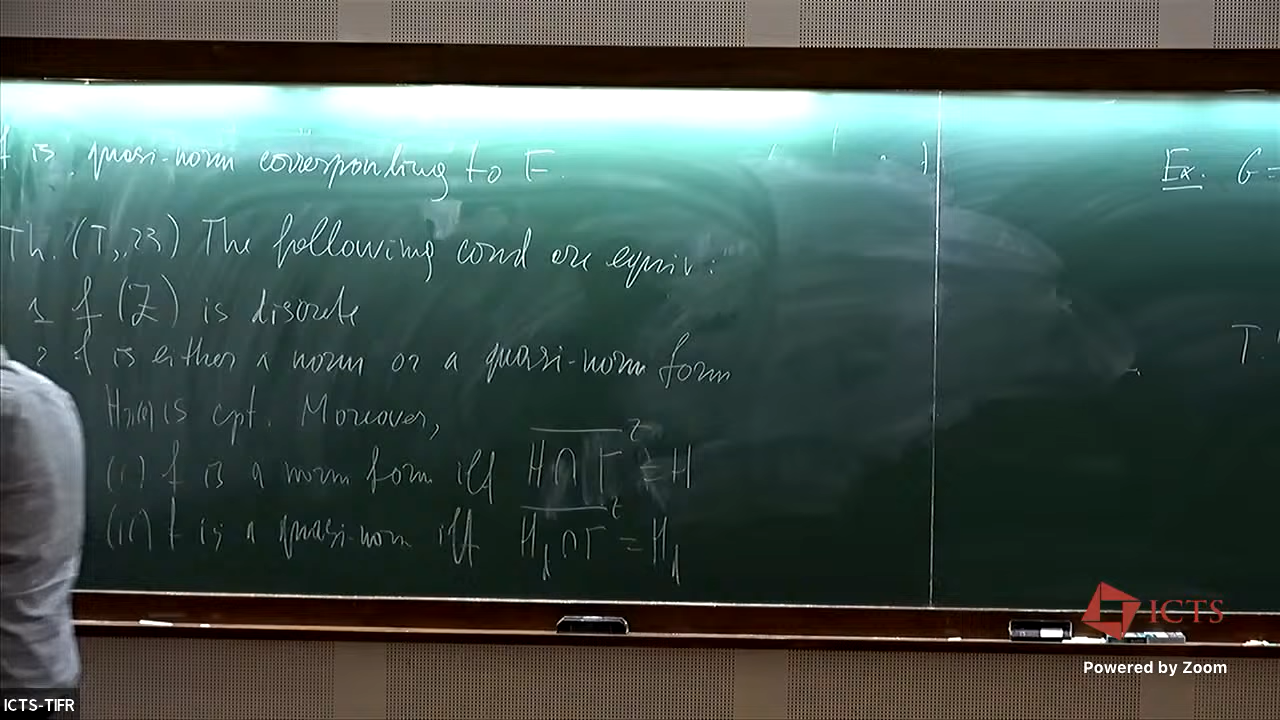 f is quasi-norm corresponding to F.
Th. (T., 23) The following cond are equiv:
1 f (Z) is discrete
2 f is either a norm or a quasi-norm form
is cpt. Moreover,
(i) f is a norm form iff H∩Γ = H
(ii) f is a quasi-norm iff H₁∩Γ = H₁
Ex. G =
T.
ICTS
Powered by Zoom
ICTS-TIFR